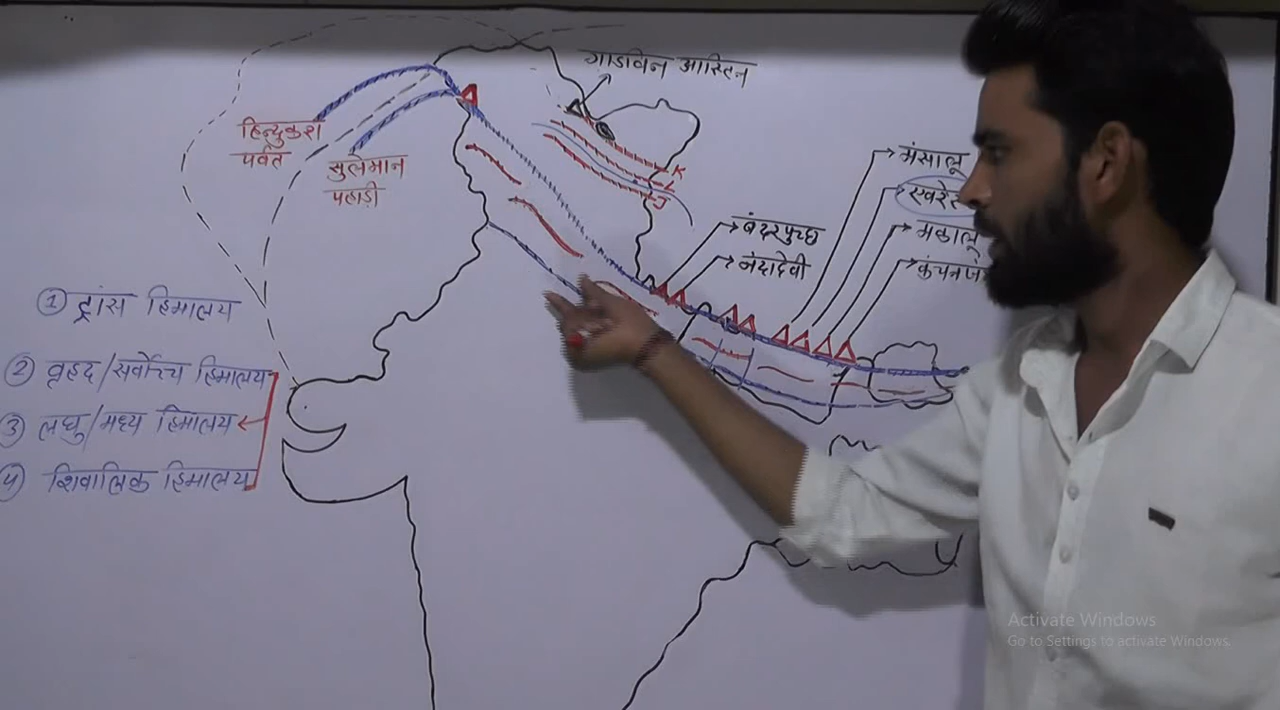 गाडविन आस्टिन
हिन्दुकुश
पर्वत
सुलेमान
पहाड़ी
K
L
J
मंसालू
मकालू
बंदरपुच्छ
नंदादेवी
① ट्रांस हिमालय
② वृहद/सर्वोच्च हिमालय
③ लघु/मध्य हिमालय
④ शिवालिक हिमालय
Activate Windows
Go to Settings to activate Windows.